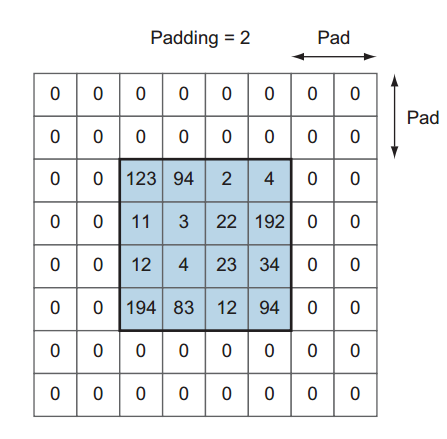 Padding = 2 Pad
0 0 0 0 0 0 0 0
Pad
0 0 0 0 0 0 0 0
0 0 123 94 2 4 0 0
0 0 11 3 22 192 0 0
0 0 12 4 23 34 0 0
0 0 194 83 12 94 0 0
0 0 0 0 0 0 0 0
0 0 0 0 0 0 0 0